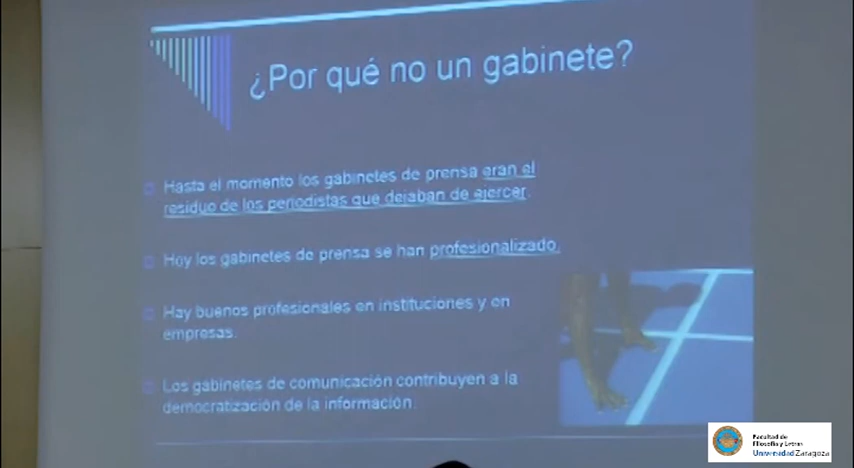 ¿Por qué no un gabinete?
Hasta el momento los gabinetes de prensa eran el
residuo de los periodistas que dejaban de ejercer.
Hoy los gabinetes de prensa se han profesionalizado.
Hay buenos profesionales en instituciones y en
empresas.
Los gabinetes de comunicación contribuyen a la
democratización de la información.
Facultad de
Filosofía y Letras
Universidad Zaragoza